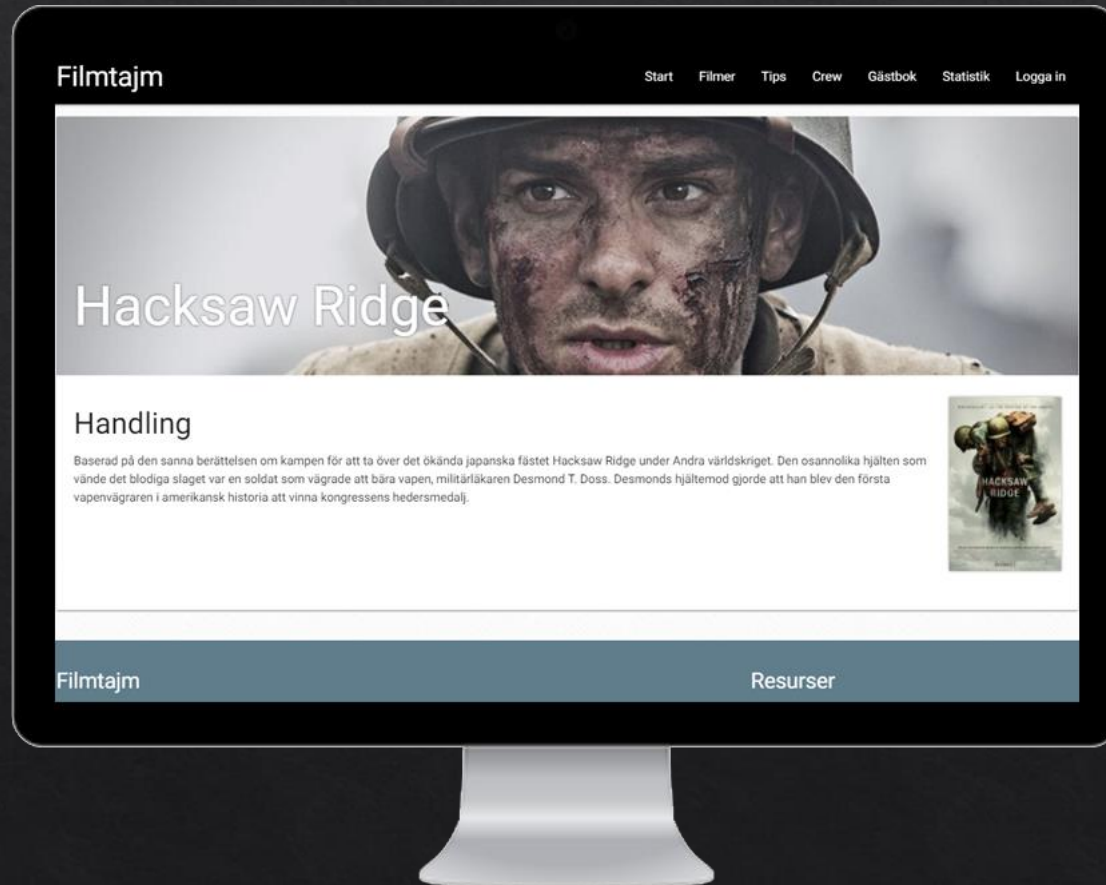 Filmtajm
Start Filmer Tips Crew Gästbok Statistik Logga in
Hacksaw Ridge
Handling
Baserad på den sanna berättelsen om kampen för att ta över det ökända japanska fästet Hacksaw Ridge under Andra världskriget. Den osannolika hjälten som
vände det blodiga slaget var en soldat som vägrade att bära vapen, militärläkaren Desmond T. Doss. Desmonds hjältemod gjorde att han blev den första
vapenvägraren i amerikansk historia att vinna kongressens hedersmedalj.
HACKSAW
RIDGE
Filmtajm
Resurser